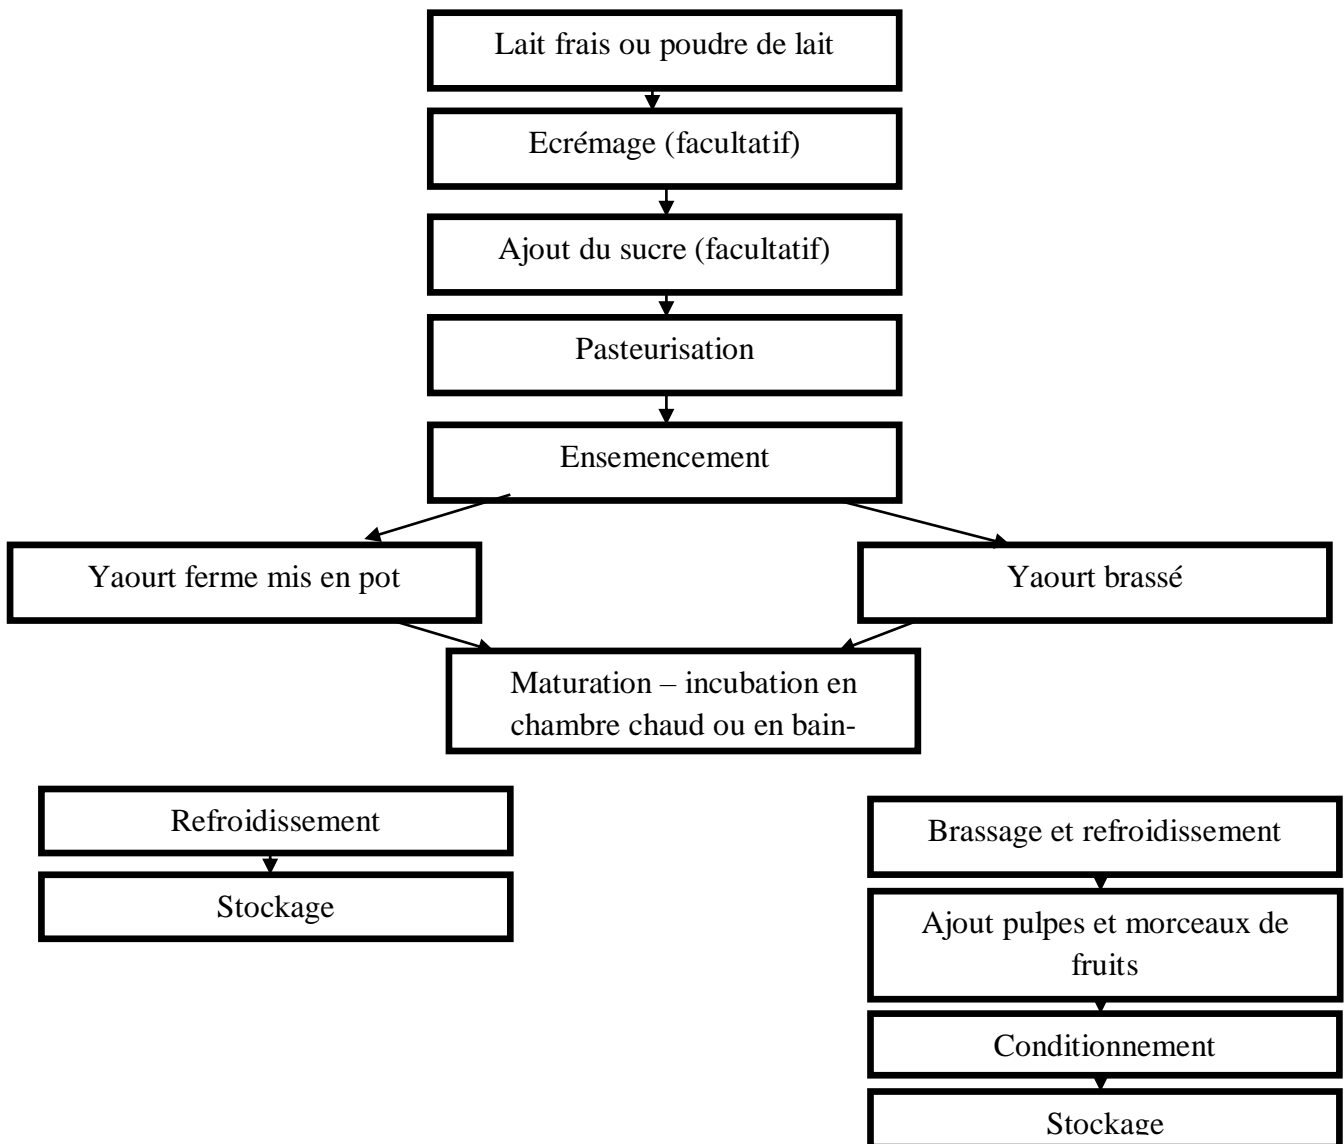 Lait frais ou poudre de lait
Ecrémage (facultatif)
Ajout du sucre (facultatif)
Pasteurisation
Ensemencement
Yaourt ferme mis en pot
Yaourt brassé
Maturation – incubation en
chambre chaud ou en bain-
Refroidissement
Stockage
Brassage et refroidissement
Ajout pulpes et morceaux de
fruits
Conditionnement
Stockage